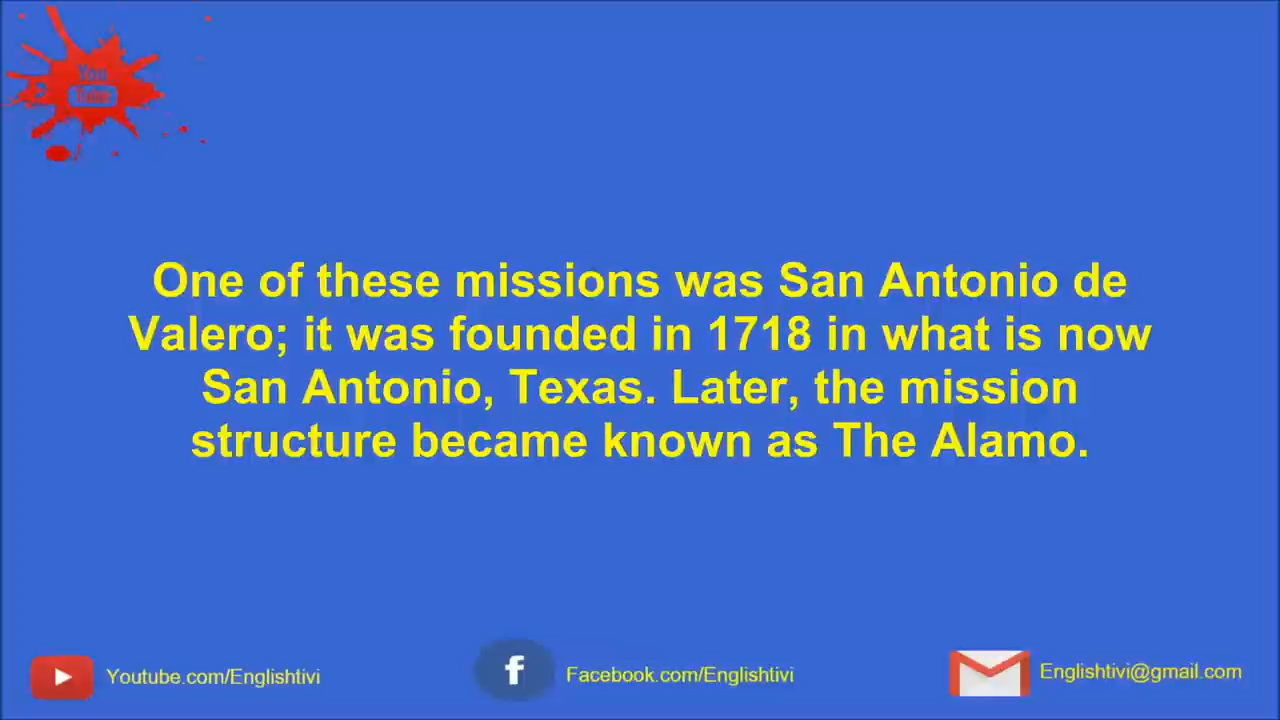 You
Tube
One of these missions was San Antonio de
Valero; it was founded in 1718 in what is now
San Antonio, Texas. Later, the mission
structure became known as The Alamo.
Youtube.com/Englishtivi
f
Facebook.com/Englishtivi
Englishtivi@gmail.com